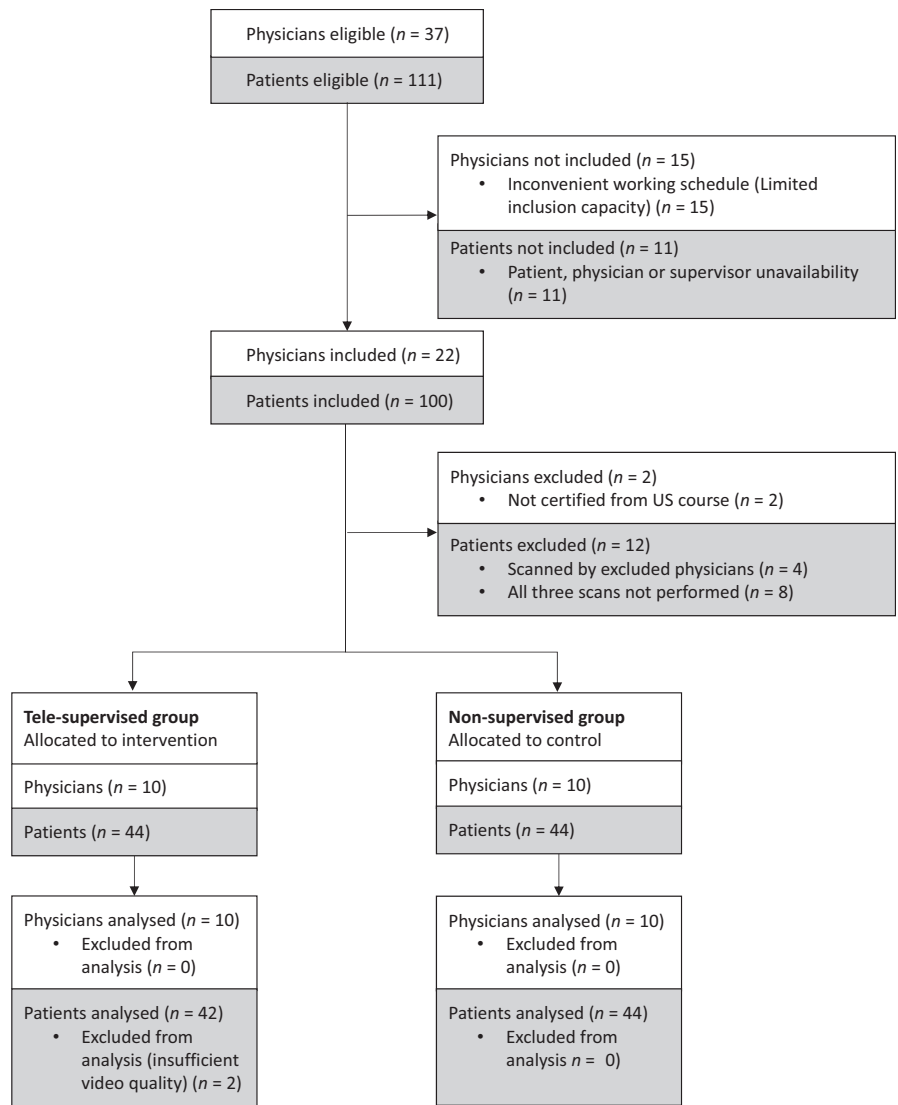 Physicians eligible (n = 37)
Patients eligible (n = 111)
Physicians not included (n = 15)
• Inconvenient working schedule (Limited
inclusion capacity) (n = 15)
Patients not included (n = 11)
• Patient, physician or supervisor unavailability
(n = 11)
Physicians included (n = 22)
Patients included (n = 100)
Physicians excluded (n = 2)
• Not certified from US course (n = 2)
Patients excluded (n = 12)
• Scanned by excluded physicians (n = 4)
• All three scans not performed (n = 8)
Tele-supervised group
Allocated to intervention
Physicians (n = 10)
Patients (n = 44)
Non-supervised group
Allocated to control
Physicians (n = 10)
Patients (n = 44)
Physicians analysed (n = 10)
• Excluded from
analysis (n = 0)
Patients analysed (n = 42)
• Excluded from
analysis (insufficient
video quality) (n = 2)
Physicians analysed (n = 10)
• Excluded from
analysis (n = 0)
Patients analysed (n = 44)
• Excluded from
analysis n = 0)